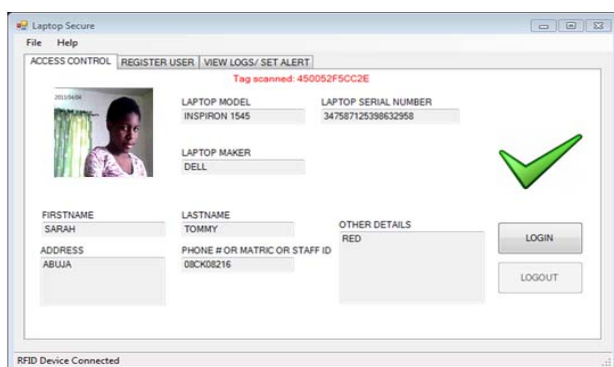 Laptop Secure
File Help
ACCESS CONTROL REGISTER USER VIEW LOGS/ SET ALERT
Tag scanned: 450052F5CC2E
2011/04/04
LAPTOP MODEL LAPTOP SERIAL NUMBER
INSPIRON 1545 347587125398632958
LAPTOP MAKER
DELL
FIRSTNAME LASTNAME OTHER DETAILS
SARAH TOMMY RED
ADDRESS PHONE # OR MATRIC OR STAFF ID
ABUJA 08CK08216
LOGIN
LOGOUT
RFID Device Connected